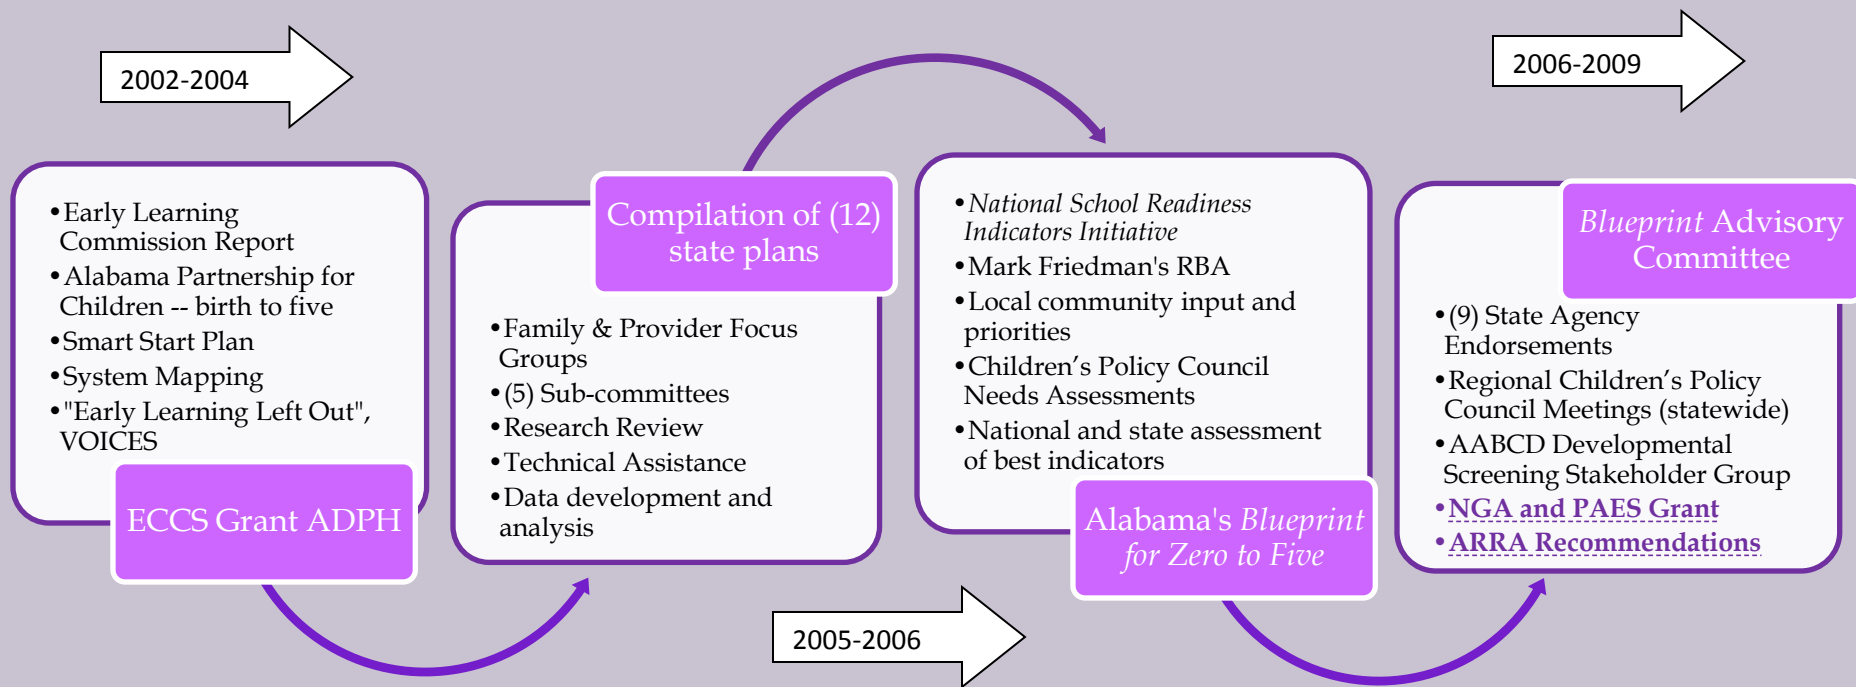 2002-2004
•Early Learning
Commission Report
•Alabama Partnership for
Children -- birth to five
•Smart Start Plan
•System Mapping
•"Early Learning Left Out",
VOICES
ECCS Grant ADPH
Compilation of (12)
state plans
•Family & Provider Focus
Groups
•(5) Sub-committees
•Research Review
•Technical Assistance
•Data development and
analysis
2005-2006
•National School Readiness
Indicators Initiative
•Mark Friedman's RBA
•Local community input and
priorities
•Children’s Policy Council
Needs Assessments
•National and state assessment
of best indicators
Alabama's Blueprint
for Zero to Five
2006-2009
Blueprint Advisory
Committee
•(9) State Agency
Endorsements
•Regional Children’s Policy
Council Meetings (statewide)
•AABCD Developmental
Screening Stakeholder Group
•NGA and PAES Grant
•ARRA Recommendations